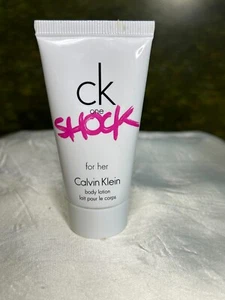 ck
one
SHOCK
for her
Calvin Klein
body lotion
lait pour le corps